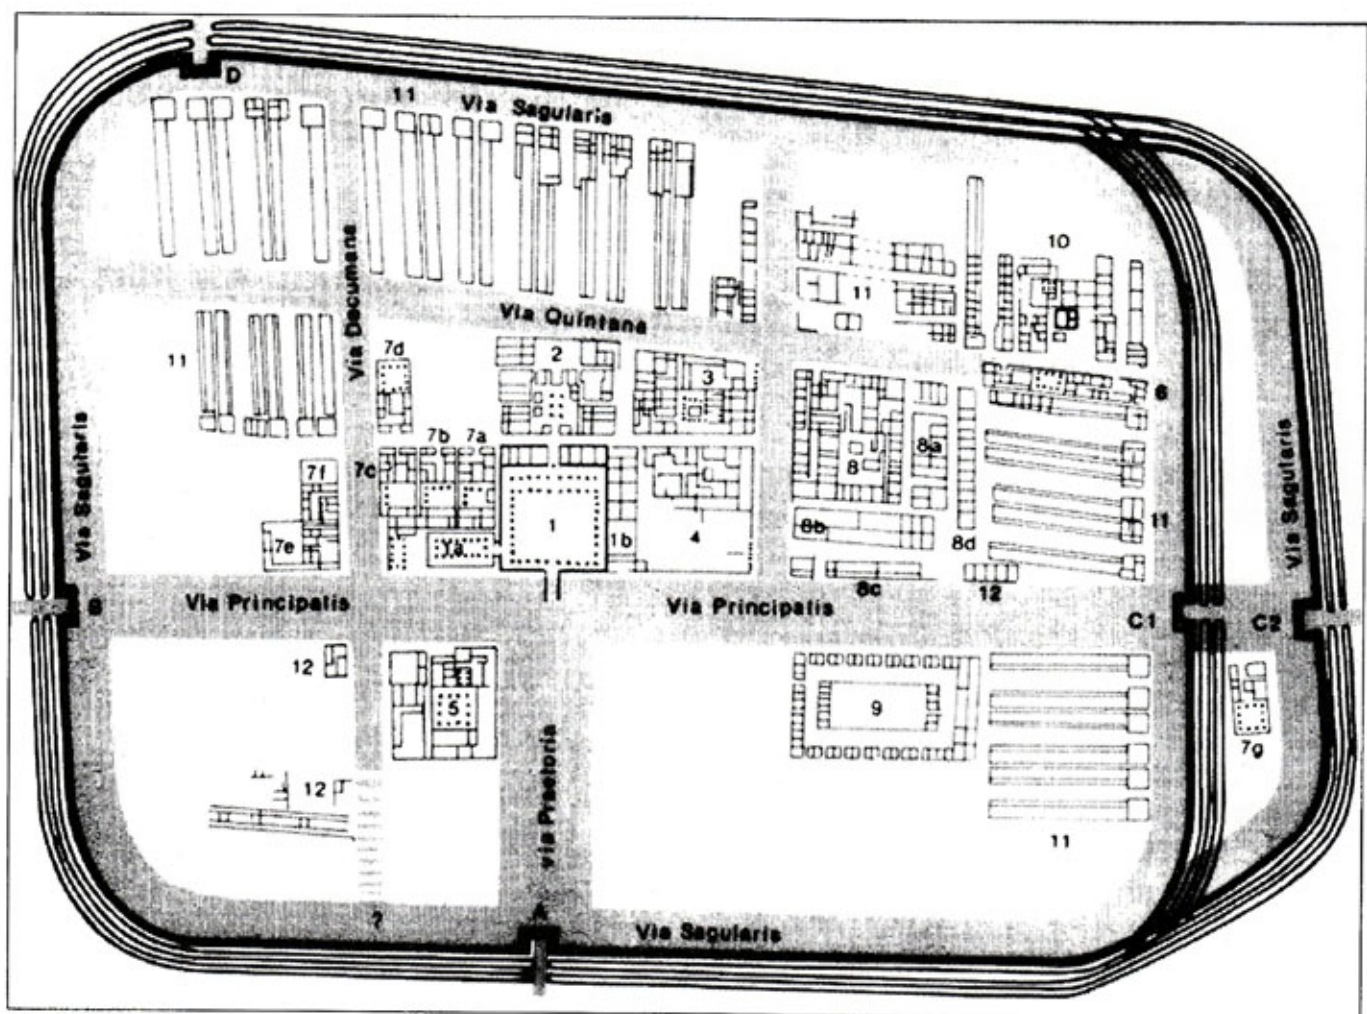 D
11
Via Sagularis
10
Via Decumana
11
Via Quintana
7d
2
3
11
6
7b
7a
7c
8a
7f
8
Via Sagularis
Via Sagularis
1
11
8b
1a
1b
4
7e
8d
8c
12
B
Via Principalis
Via Principalis
C1
C2
12
5
9
7g
via Praetoria
12
11
?
A
Via Sagularis